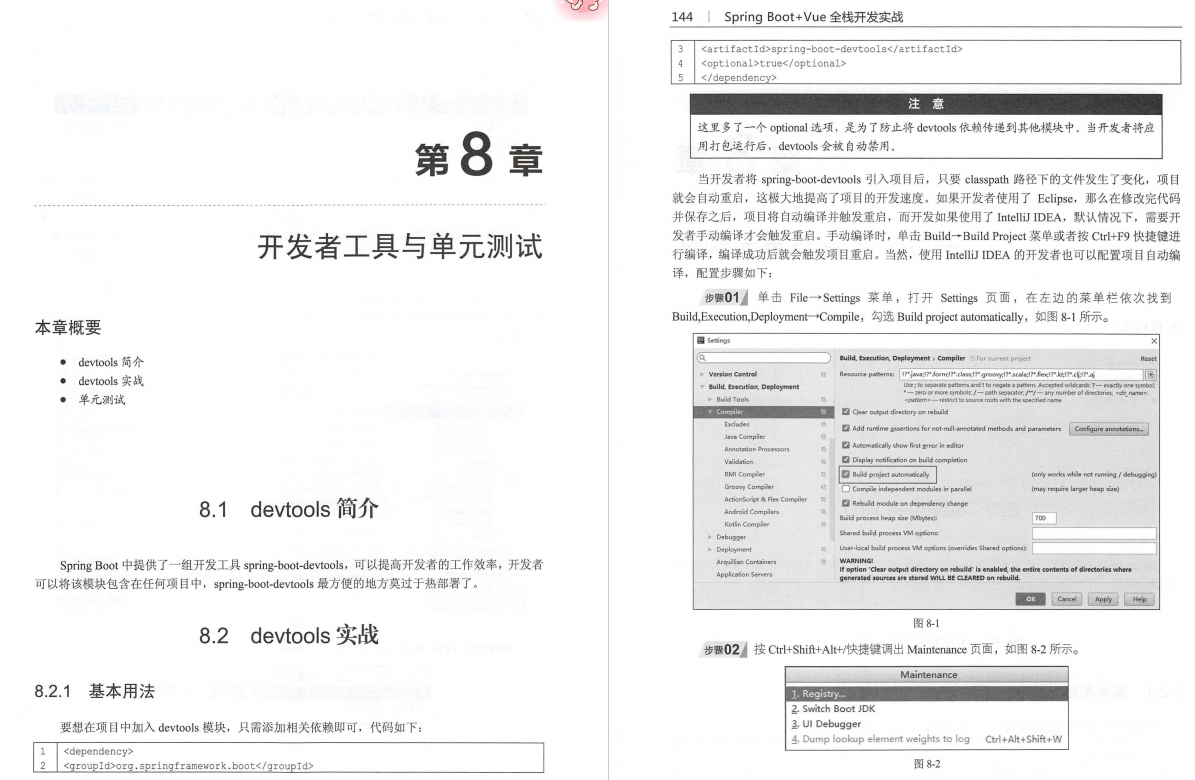 第8章
开发者工具与单元测试
本章概要
● devtools 简介
● devtools 实战
● 单元测试
8.1 devtools 简介
Spring Boot 中提供了一组开发工具 spring-boot-devtools，可以提高开发者的工作效率，开发者
可以将该模块包含在任何项目中，spring-boot-devtools 最方便的地方莫过于热部署了。
8.2 devtools 实战
8.2.1 基本用法
要想在项目中加入 devtools 模块，只需添加相关依赖即可，代码如下：
1 <dependency>
2 <groupId>org.springframework.boot</groupId>
144 | Spring Boot+Vue 全栈开发实战
3 <artifactId>spring-boot-devtools</artifactId>
4 <optional>true</optional>
5 </dependency>
注 意
这里多了一个 optional 选项，是为了防止将 devtools 依赖传递到其他模块中。当开发者将应
用打包运行后，devtools 会被自动禁用。
当开发者将 spring-boot-devtools 引入项目后，只要 classpath 路径下的文件发生了变化，项目
就会自动重启，这极大地提高了项目的开发速度。如果开发者使用了 Eclipse，那么在修改完代码
并保存之后，项目将自动编译并触发重启，而开发如果使用了 IntelliJ IDEA，默认情况下，需要开
发者手动编译才会触发重启。手动编译时，单击 Build→Build Project 菜单或者按 Ctrl+F9 快捷键进
行编译，编译成功后就会触发项目重启。当然，使用 IntelliJ IDEA 的开发者也可以配置项目自动编
译，配置步骤如下：
步骤01 单击 File→Settings 菜单，打开 Settings 页面，在左边的菜单栏依次找到
Build,Execution,Deployment→Compile，勾选 Build project automatically，如图 8-1 所示。
Settings
Version Control
Build, Execution, Deployment
Build Tools
Compiler
Excludes
Java Compiler
Annotation Processors
Validation
RMI Compiler
Groovy Compiler
ActionScript & Flex Compiler
Android Compilers
Kotlin Compiler
Debugger
Deployment
Arquillian Containers
Application Servers
Build, Execution, Deployment › Compiler For current project Reset
Resource patterns: !?*.java;!?*.form;!?*.class;!?*.groovy;!?*.scala;!?*.flex;!?*.kt;!?*.clj;!?*.aj
Use ; to separate patterns and ! to negate a pattern. Accepted wildcards: ? — exactly one symbol;
* — zero or more symbols; / — path separator; /**/ — any number of directories; <dir_name>:
<pattern> — restrict to source roots with the specified name
Clear output directory on rebuild
Add runtime assertions for not-null-annotated methods and parameters Configure annotations...
Automatically show first error in editor
Display notification on build completion
Build project automatically (only works while not running / debugging)
Compile independent modules in parallel (may require larger heap size)
Rebuild module on dependency change
Build process heap size (Mbytes): 700
Shared build process VM options:
User-local build process VM options (overrides Shared options):
WARNING!
If option 'Clear output directory on rebuild' is enabled, the entire contents of directories where
generated sources are stored WILL BE CLEARED on rebuild.
OK Cancel Apply Help
图 8-1
步骤02 按 Ctrl+Shift+Alt+/快捷键调出 Maintenance 页面，如图 8-2 所示。
Maintenance
1. Registry...
2. Switch Boot JDK
3. UI Debugger
4. Dump lookup element weights to log Ctrl+Alt+Shift+W
图 8-2